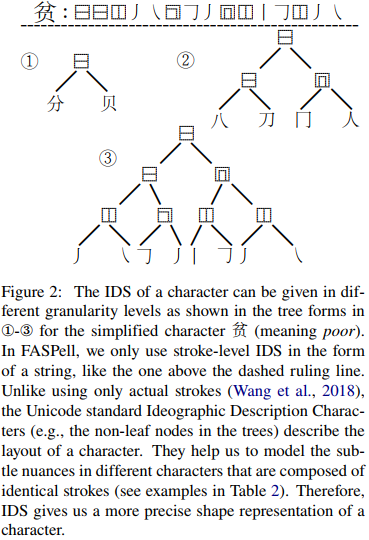 贫:⿱⿱⿰丿㇏⿹𠃌丿⿵⿰丨𠃌⿰丿㇏
① ⿱
分 贝
② ⿱
⿱ ⿵
八 刀 冂 人
③ ⿱
⿱ ⿵
⿰ ⿹ ⿰ ⿰
丿 ㇏ 𠃌 丿 丨 𠃌 丿 ㇏
Figure 2: The IDS of a character can be given in dif-
ferent granularity levels as shown in the tree forms in
①-③ for the simplified character 贫 (meaning poor).
In FASPell, we only use stroke-level IDS in the form
of a string, like the one above the dashed ruling line.
Unlike using only actual strokes (Wang et al., 2018),
the Unicode standard Ideographic Description Charac-
ters (e.g., the non-leaf nodes in the trees) describe the
layout of a character. They help us to model the sub-
tle nuances in different characters that are composed of
identical strokes (see examples in Table 2). Therefore,
IDS gives us a more precise shape representation of a
character.